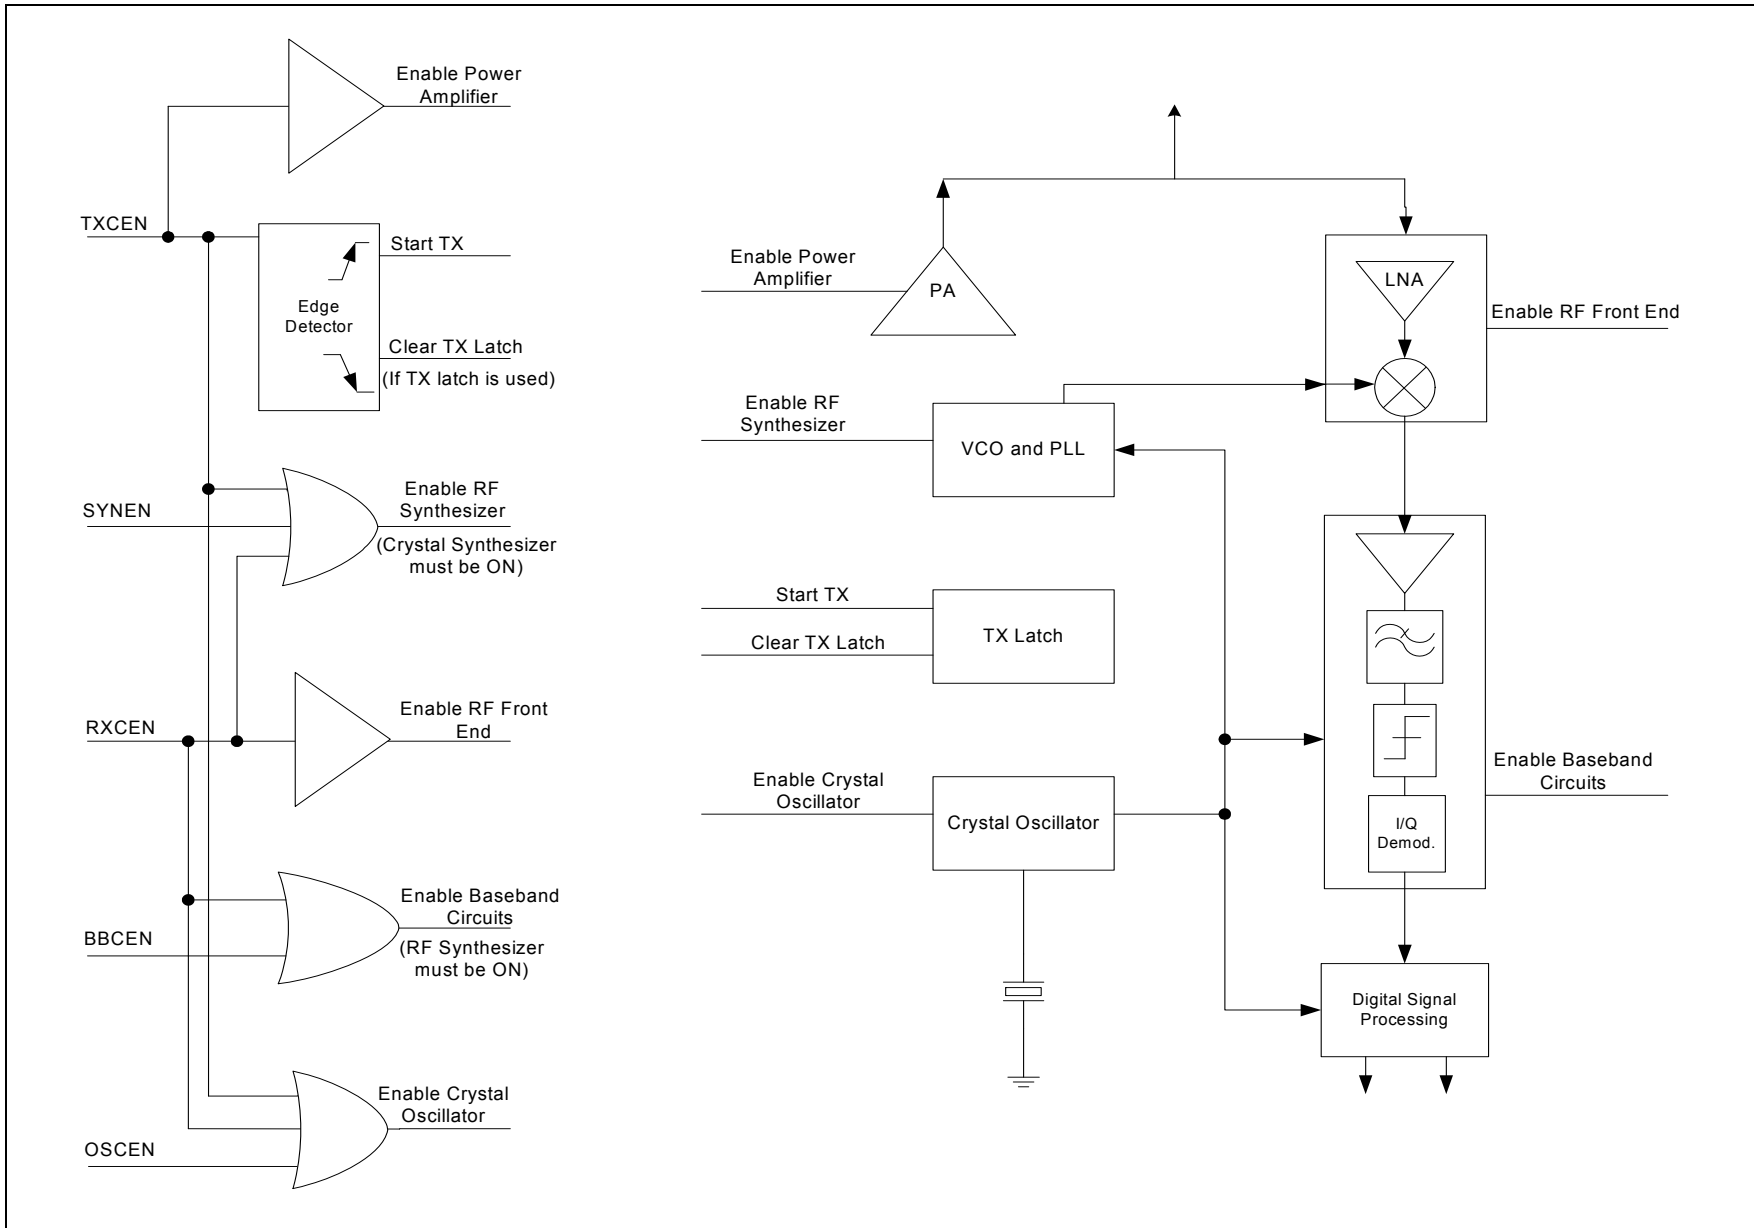 Enable Power
Amplifier
TXCEN
Start TX
Edge
Detector
Clear TX Latch
(If TX latch is used)
SYNEN
Enable RF
Synthesizer
(Crystal Synthesizer
must be ON)
RXCEN
Enable RF Front
End
BBCEN
Enable Baseband
Circuits
(RF Synthesizer
must be ON)
Enable Crystal
Oscillator
OSCEN
Enable Power
Amplifier
PA
LNA
Enable RF Front End
Enable RF
Synthesizer
VCO and PLL
Start TX
Clear TX Latch
TX Latch
Enable Crystal
Oscillator
Crystal Oscillator
Enable Baseband
Circuits
I/Q
Demod.
Digital Signal
Processing